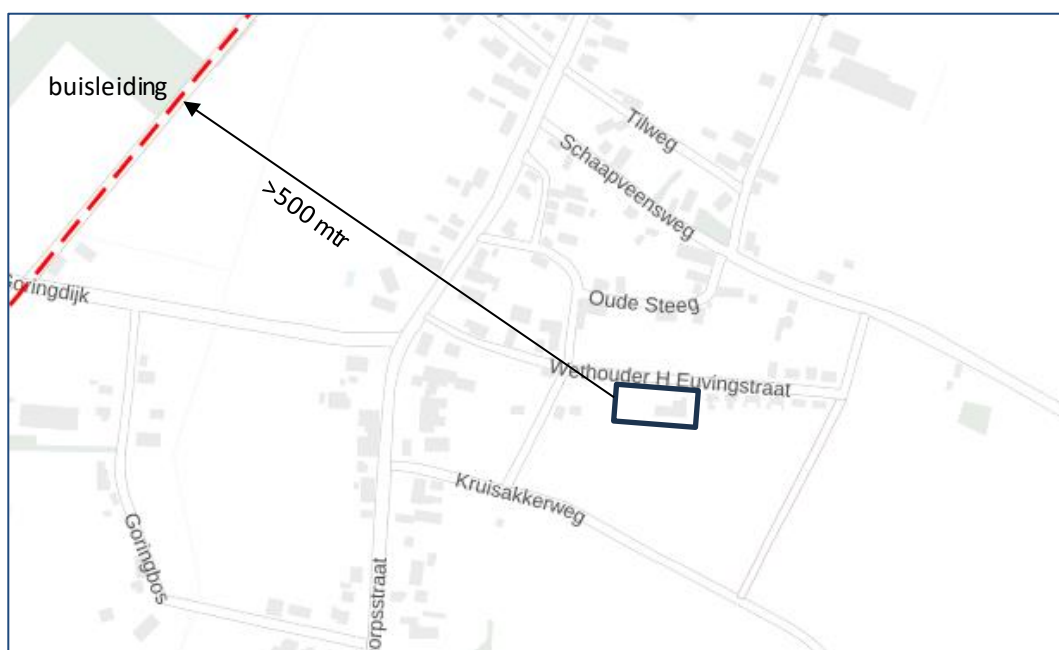 buisleiding
Tilweg
Schaapveensweg
>500 mtr
Goringdijk
Oude Steeg
Wethouder H Euvingstraat
Kruisakkerweg
Goringbos
orpsstraat